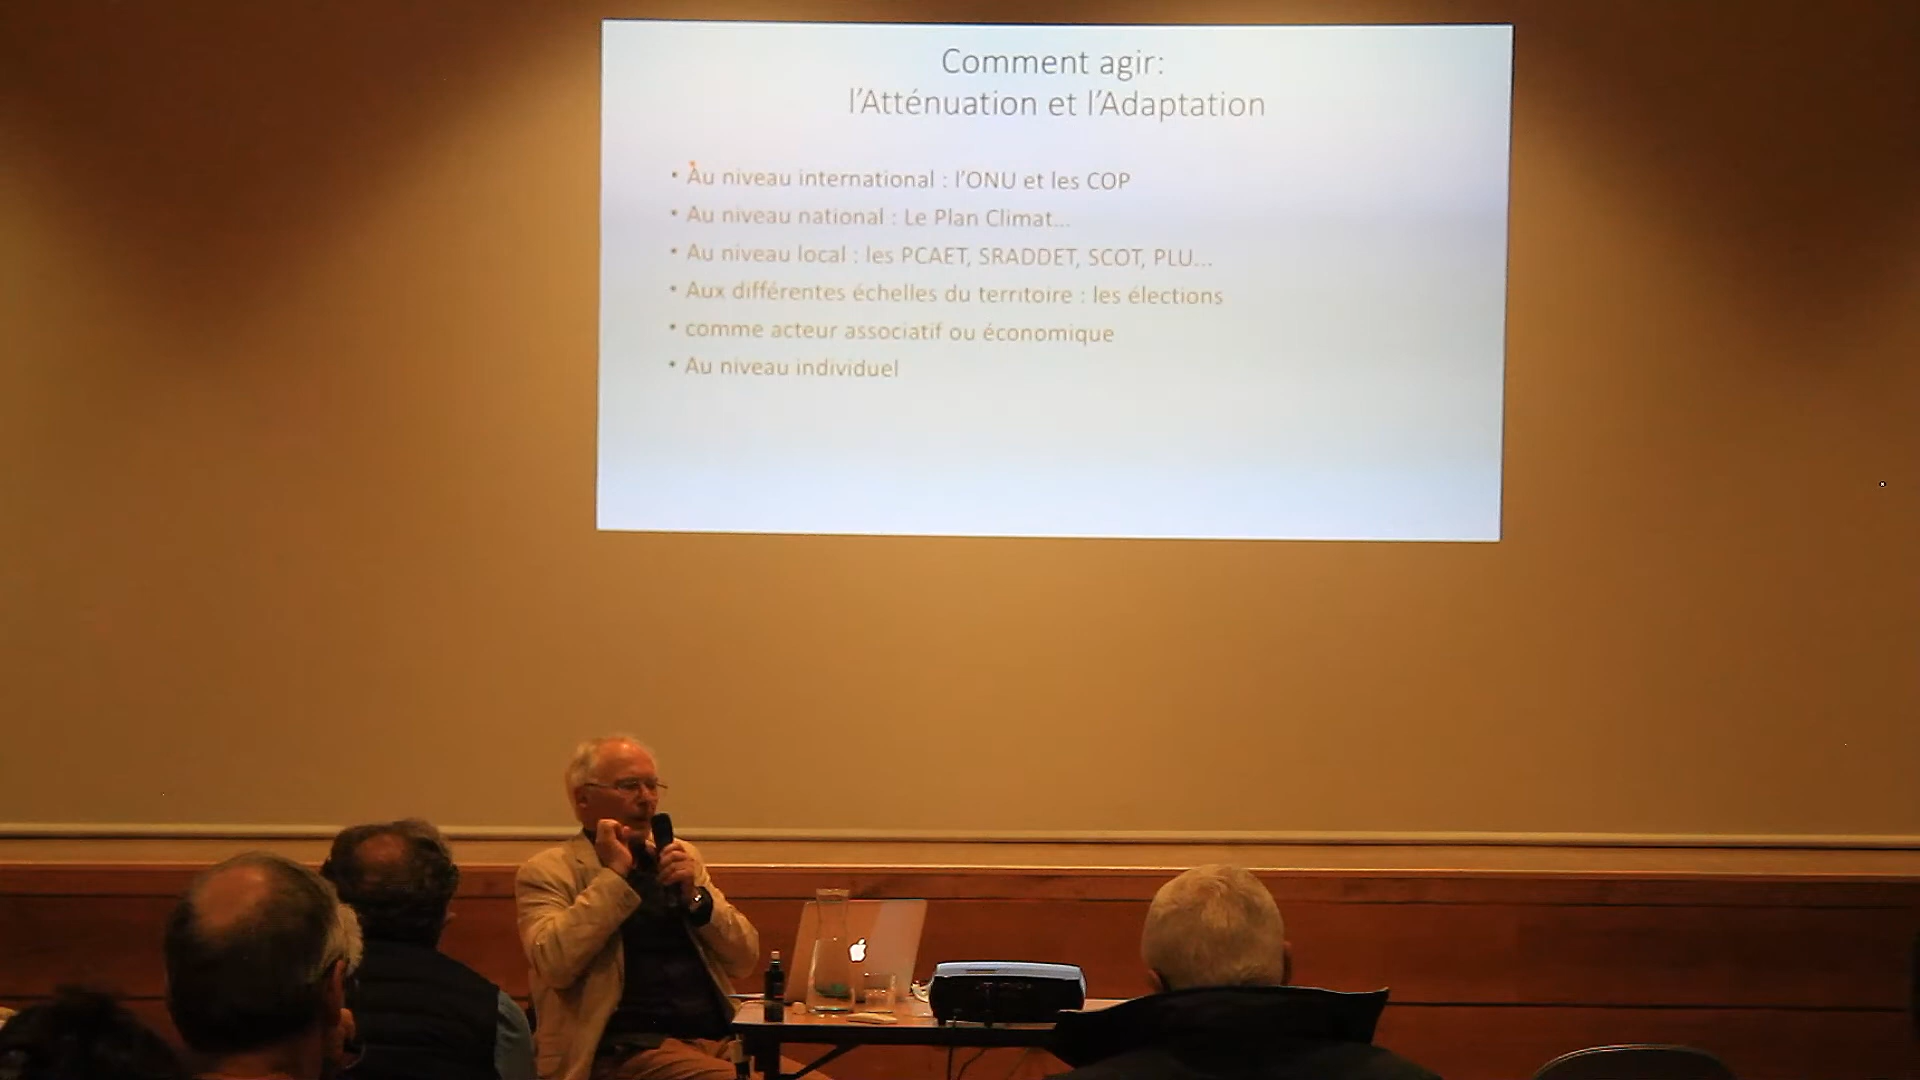 Comment agir:
l'Atténuation et l'Adaptation
• Au niveau international : l'ONU et les COP
• Au niveau national : Le Plan Climat...
• Au niveau local : les PCAET, SRADDET, SCOT, PLU...
• Aux différentes échelles du territoire : les élections
• comme acteur associatif ou économique
• Au niveau individuel